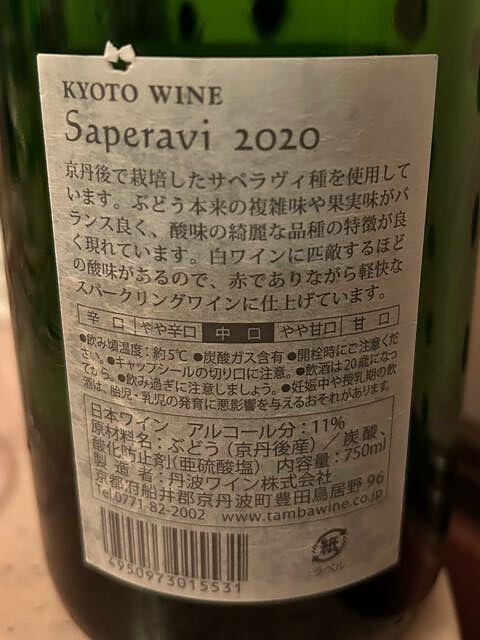 KYOTO WINE
Saperavi 2020
京丹後で栽培したサペラヴィ種を使用して
います。ぶどう本来の複雑味や果実味がバ
ランス良く、酸味の綺麗な品種の特徴が良
く現れています。白ワインに匹敵するほど
の酸味があるので、赤でありながら軽快な
スパークリングワインに仕上げています。
辛口 やや辛口 中口 やや甘口 甘口
●飲み頃温度：約5℃ ●炭酸ガス含有 ●開栓時にご注意くだ
さい。●キャップシールの切り口に注意。●飲酒は20歳になっ
てから。●飲み過ぎに注意しましょう。●妊娠中や授乳期の飲
酒は、胎児・乳児の発育に悪影響を与えるおそれがあります。
日本ワイン アルコール分：11%
原材料名：ぶどう（京丹後産）／炭酸、
酸化防止剤（亜硫酸塩） 内容量：750ml
製造者：丹波ワイン株式会社
京都府船井郡京丹波町豊田鳥居野 96
Tel.0771-82-2002 www.tambawine.co.jp
4950973015531
紙
ラベル